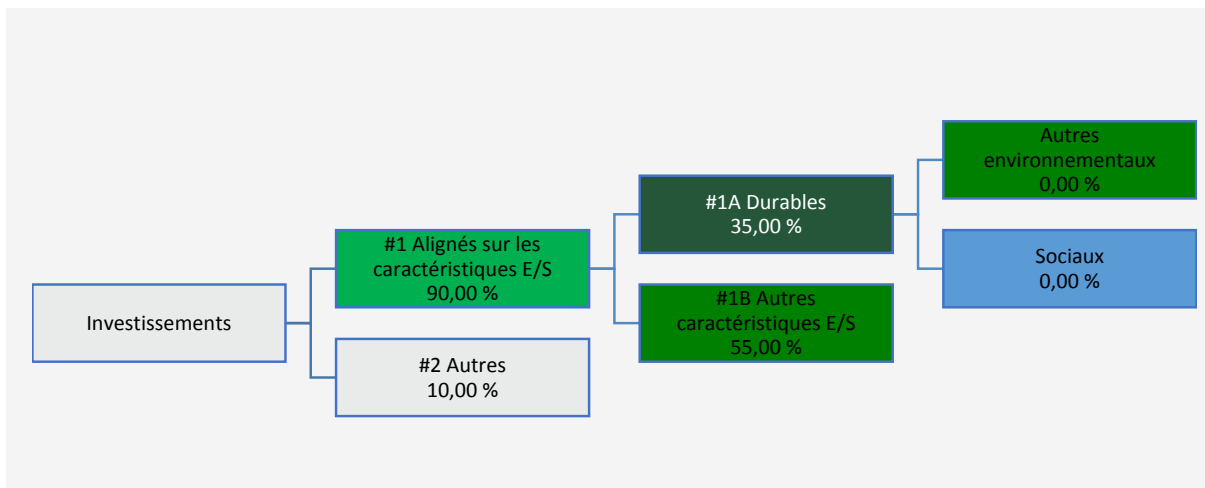 Investissements
#1 Alignés sur les
caractéristiques E/S
90,00 %
#2 Autres
10,00 %
#1A Durables
35,00 %
#1B Autres
caractéristiques E/S
55,00 %
Autres
environnementaux
0,00 %
Sociaux
0,00 %